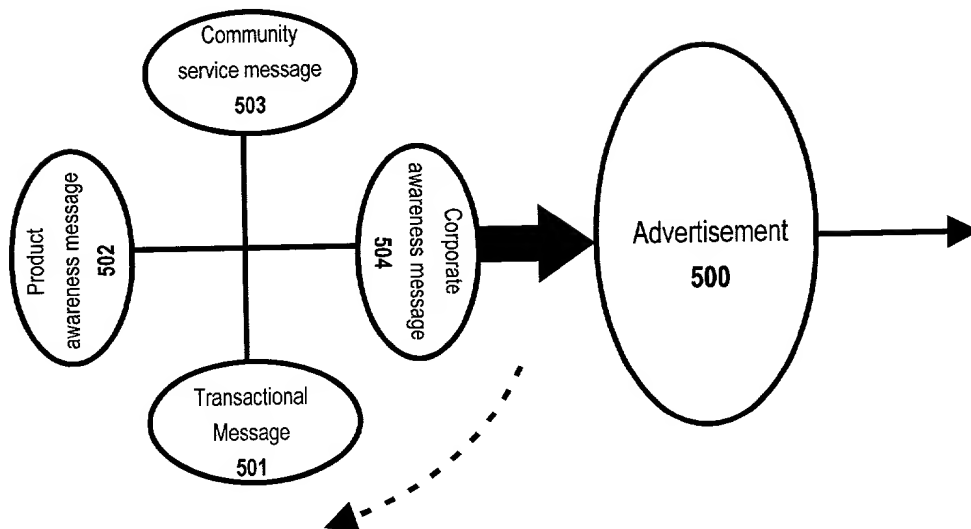 Community
service message
503
Product
awareness message
502
Corporate
awareness message
504
Advertisement
500
Transactional
Message
501